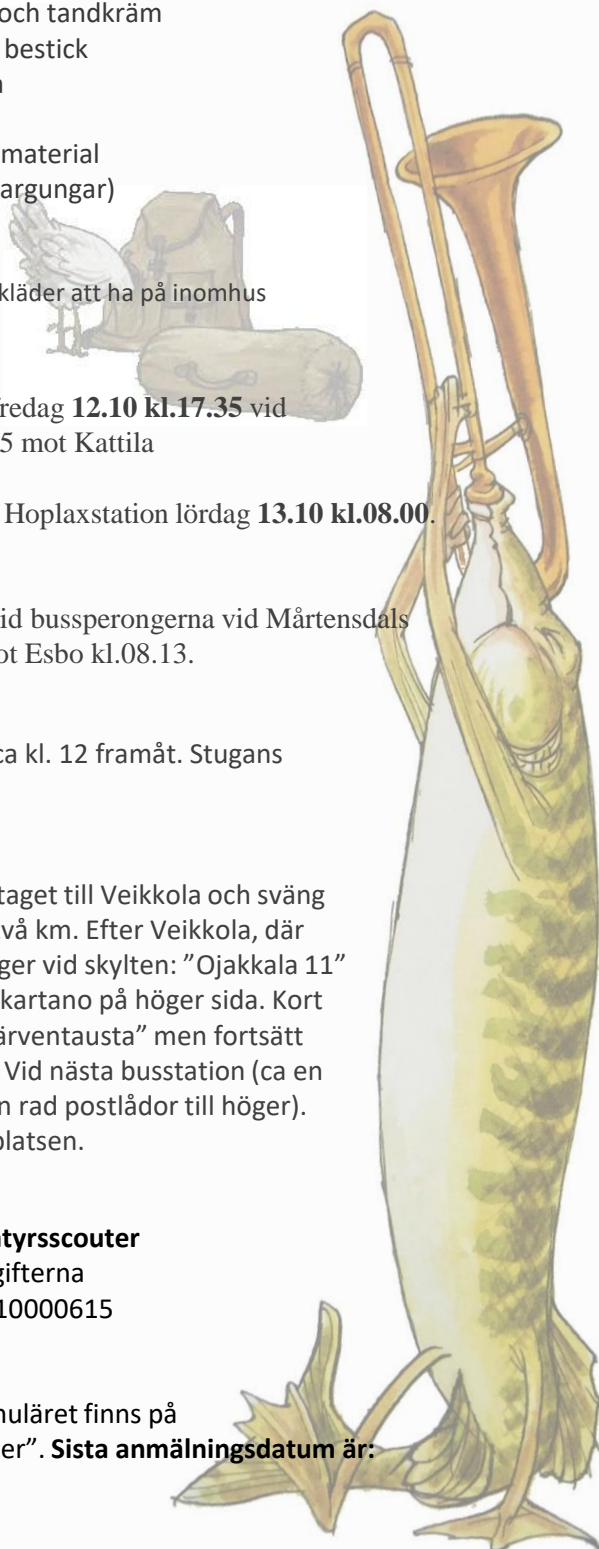 och tandkräm
bestick
material
argungar)
kläder att ha på inomhus
redag 12.10 kl.17.35 vid
5 mot Kattila
Hoplaxstation lördag 13.10 kl.08.00.
id bussperongerna vid Mårtensdals
ot Esbo kl.08.13.
ca kl. 12 framåt. Stugans
taget till Veikkola och sväng
två km. Efter Veikkola, där
ger vid skylten: ”Ojakkala 11”
kartano på höger sida. Kort
ärventausta” men fortsätt
Vid nästa busstation (ca en
n rad postlådor till höger).
platsen.
tyrsscouter
gifterna
10000615
muläret finns på
er”. Sista anmälningsdatum är: